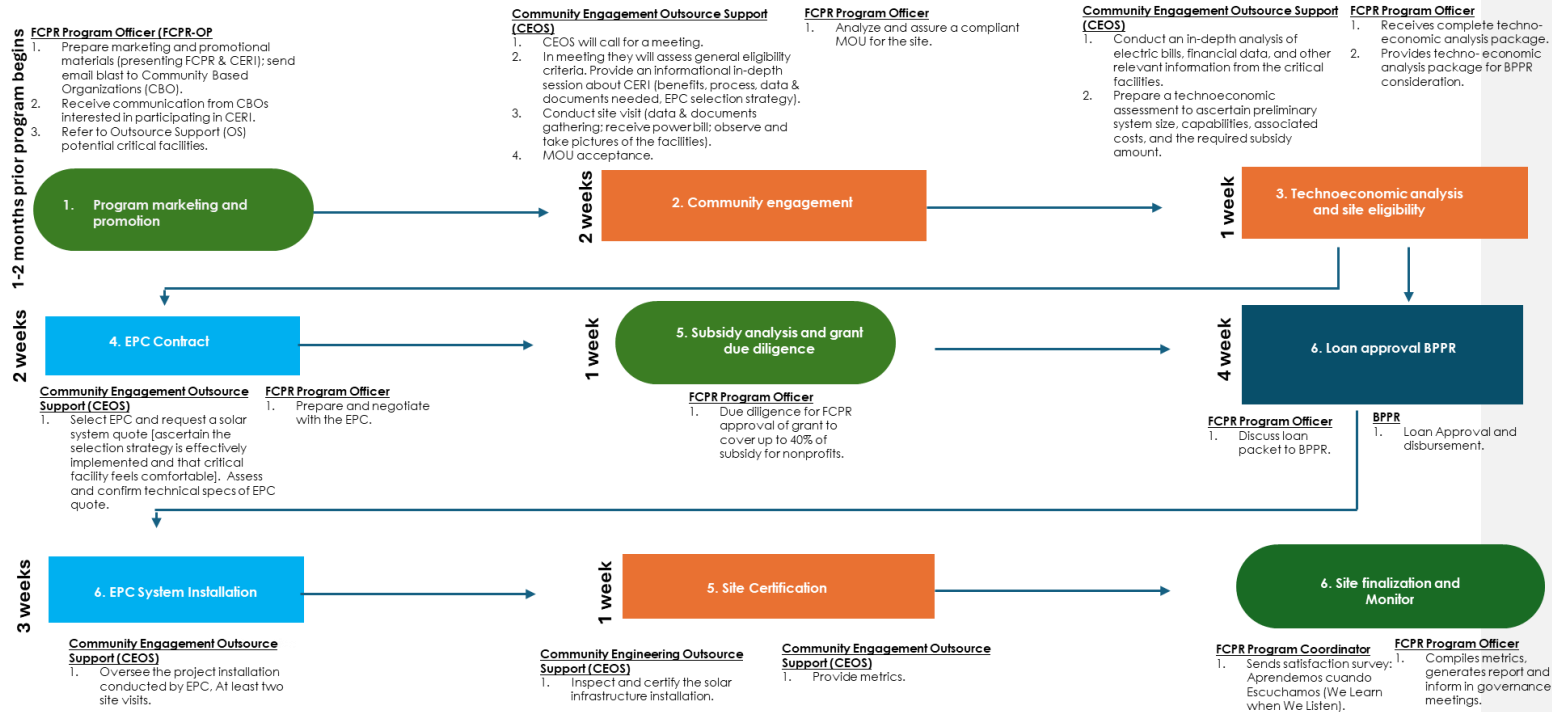 1-2 months prior program begins
FCPR Program Officer (FCPR-OP
1. Prepare marketing and promotional
materials (presenting FCPR & CERI); send
email blast to Community Based
Organizations (CBO).
2. Receive communication from CBOs
interested in participating in CERI.
3. Refer to Outsource Support (OS)
potential critical facilities.
1. Program marketing and
promotion
Community Engagement Outsource Support
(CEOS)
1. CEOS will call for a meeting.
2. In meeting they will assess general eligibility
criteria. Provide an informational in-depth
session about CERI (benefits, process, data &
documents needed, EPC selection strategy).
3. Conduct site visit (data & documents
gathering; receive power bill; observe and
take pictures of the facilities).
4. MOU acceptance.
FCPR Program Officer
1. Analyze and assure a compliant
MOU for the site.
2 weeks
2. Community engagement
Community Engagement Outsource Support
(CEOS)
1. Conduct an in-depth analysis of
electric bills, financial data, and other
relevant information from the critical
facilities.
2. Prepare a technoeconomic
assessment to ascertain preliminary
system size, capabilities, associated
costs, and the required subsidy
amount.
FCPR Program Officer
1. Receives complete techno-
economic analysis package.
2. Provides techno- economic
analysis package for BPPR
consideration.
1 week
3. Technoeconomic analysis
and site eligibility
2 weeks
4. EPC Contract
Community Engagement Outsource
Support (CEOS)
1. Select EPC and request a solar
system quote [ascertain the
selection strategy is effectively
implemented and that critical
facility feels comfortable]. Assess
and confirm technical specs of EPC
quote.
FCPR Program Officer
1. Prepare and negotiate
with the EPC.
1 week
5. Subsidy analysis and grant
due diligence
FCPR Program Officer
1. Due diligence for FCPR
approval of grant to
cover up to 40% of
subsidy for nonprofits.
4 week
6. Loan approval BPPR
FCPR Program Officer
1. Discuss loan
packet to BPPR.
BPPR
1. Loan Approval and
disbursement.
3 weeks
6. EPC System Installation
Community Engagement Outsource
Support (CEOS)
1. Oversee the project installation
conducted by EPC, At least two
site visits.
1 week
5. Site Certification
Community Engineering Outsource
Support (CEOS)
1. Inspect and certify the solar
infrastructure installation.
Community Engagement Outsource
Support (CEOS)
1. Provide metrics.
6. Site finalization and
Monitor
FCPR Program Coordinator
1. Sends satisfaction survey:
Aprendemos cuando
Escuchamos (We Learn
when We Listen).
FCPR Program Officer
1. Compiles metrics,
generates report and
inform in governance
meetings.